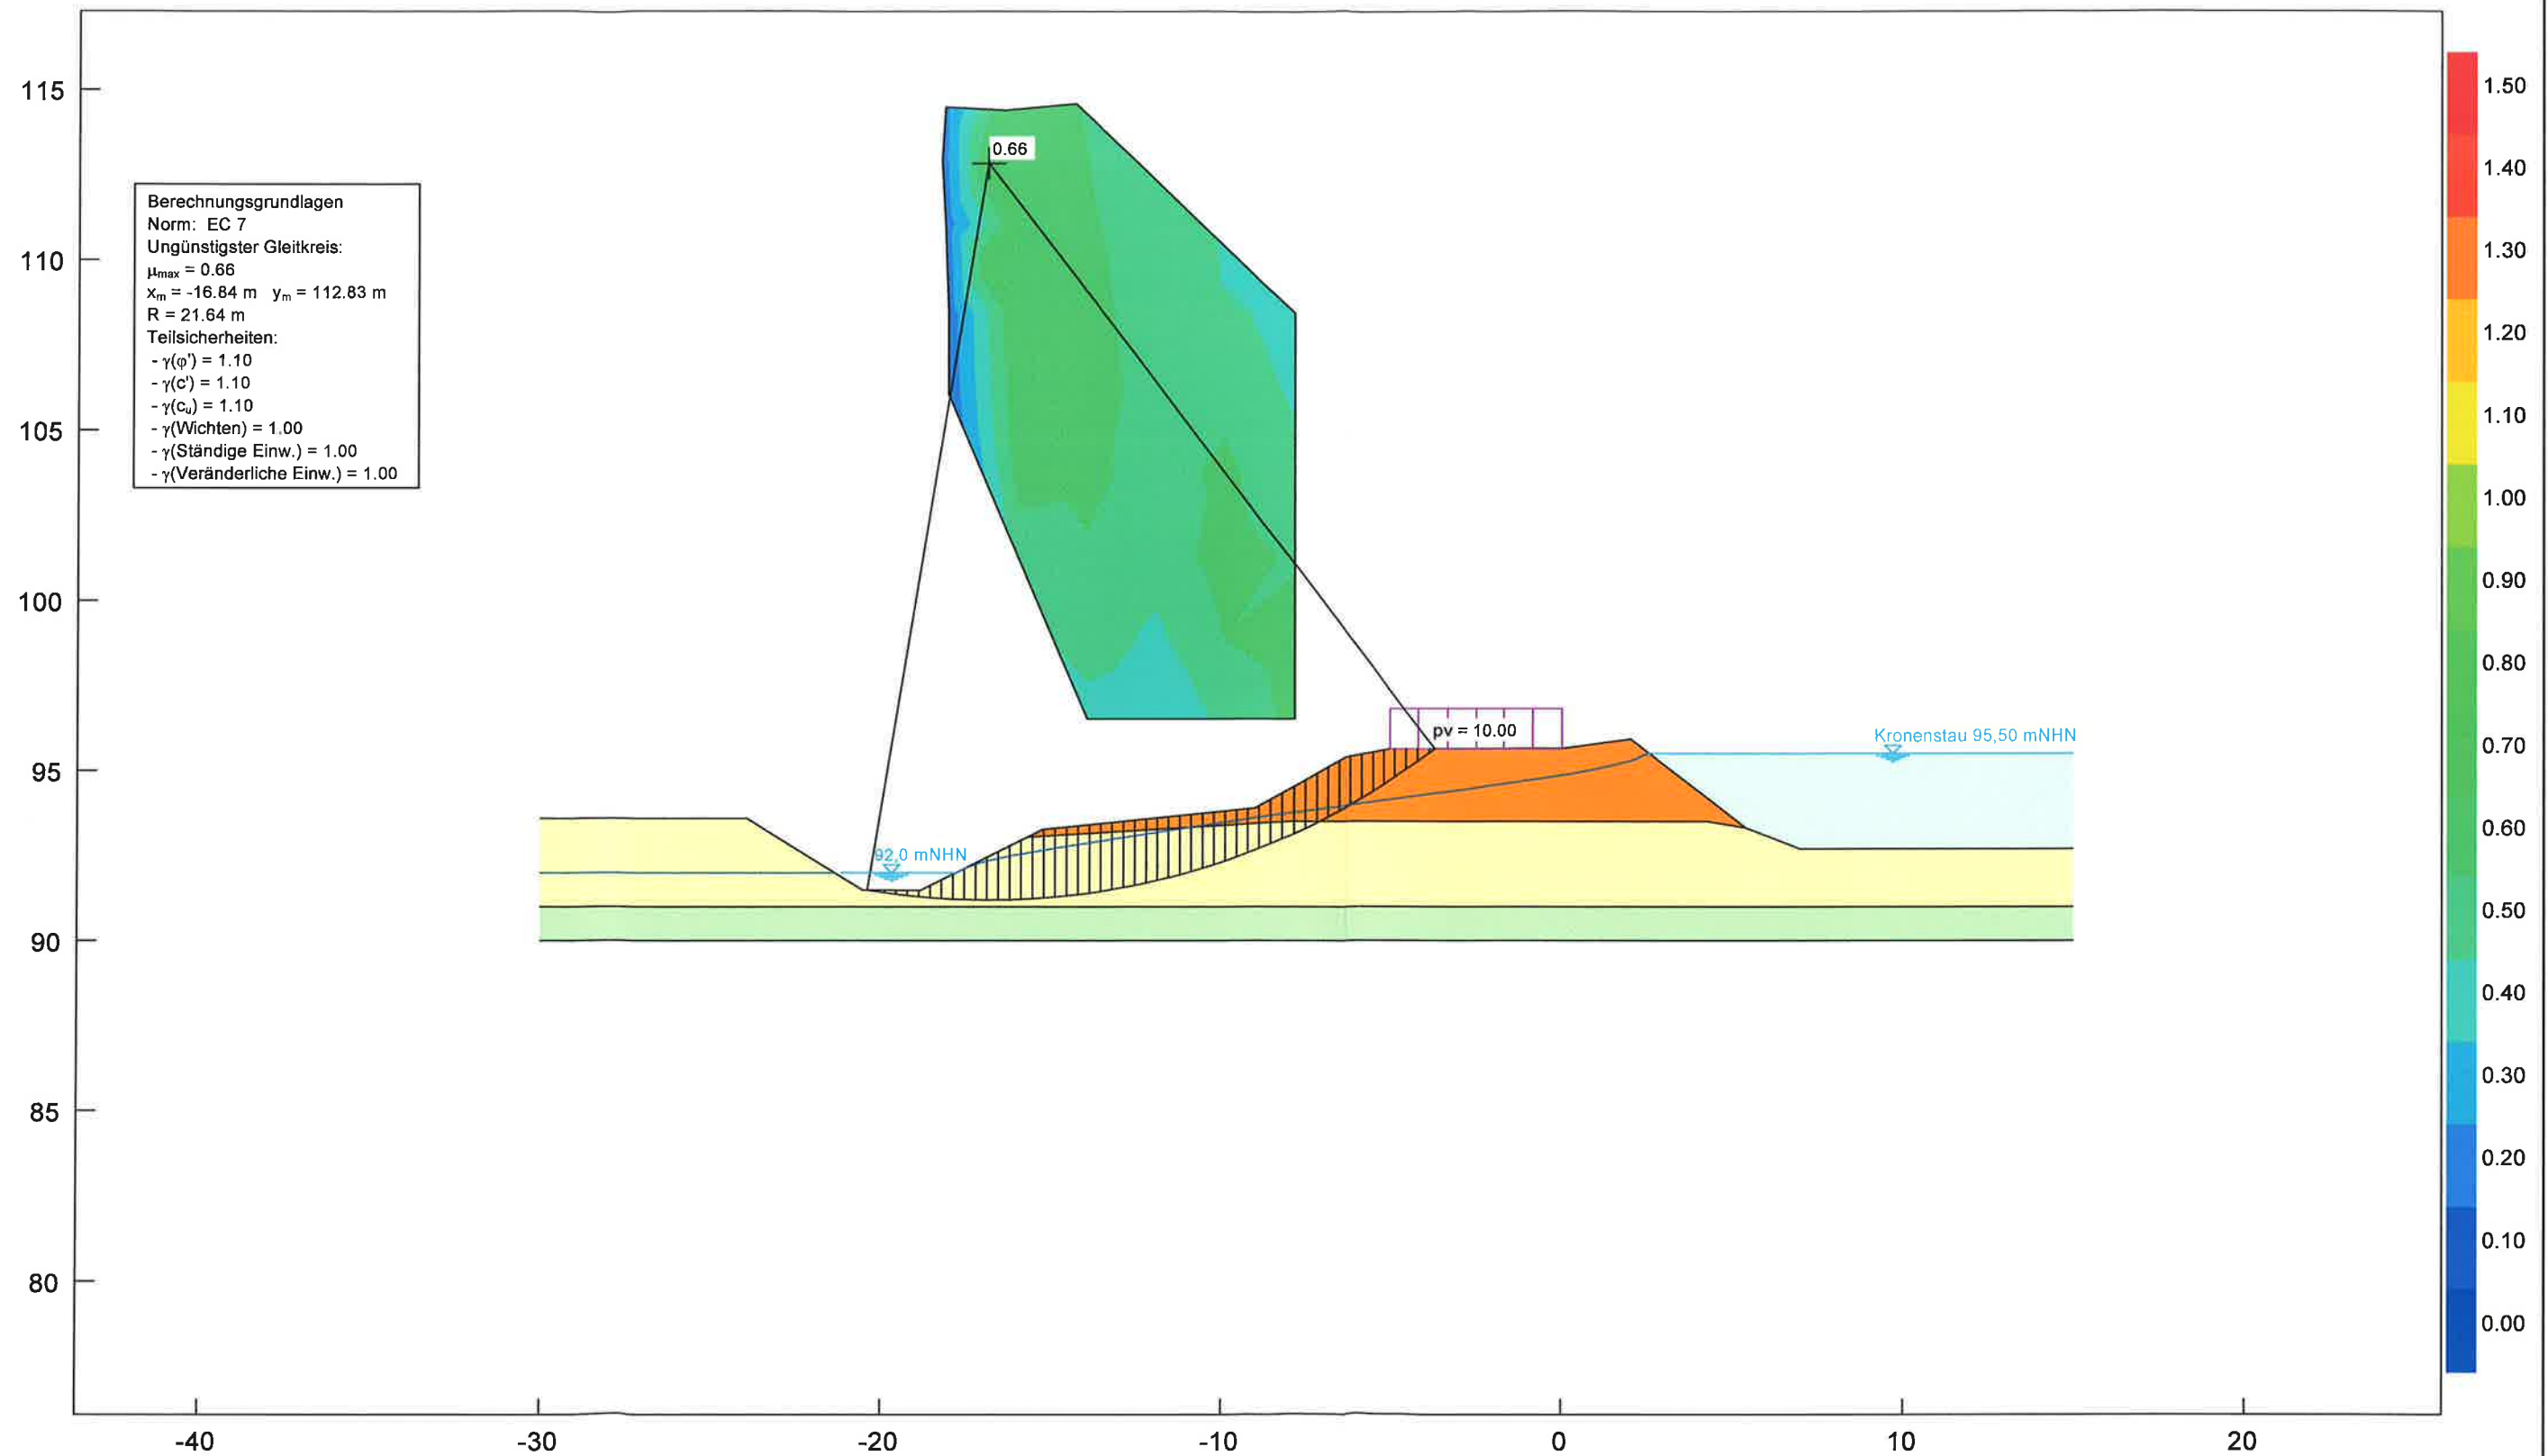 115
110
105
100
95
90
85
80
-40
-30
-20
-10
0
10
20
Berechnungsgrundlagen
Norm: EC 7
Ungünstigster Gleitkreis:
μmax = 0.66
xm = -16.84 m ym = 112.83 m
R = 21.64 m
Teilsicherheiten:
- γ(φ') = 1.10
- γ(c') = 1.10
- γ(cu) = 1.10
- γ(Wichten) = 1.00
- γ(Ständige Einw.) = 1.00
- γ(Veränderliche Einw.) = 1.00
0.66
pv = 10.00
Kronenstau 95,50 mNHN
92,0 mNHN
1.50
1.40
1.30
1.20
1.10
1.00
0.90
0.80
0.70
0.60
0.50
0.40
0.30
0.20
0.10
0.00